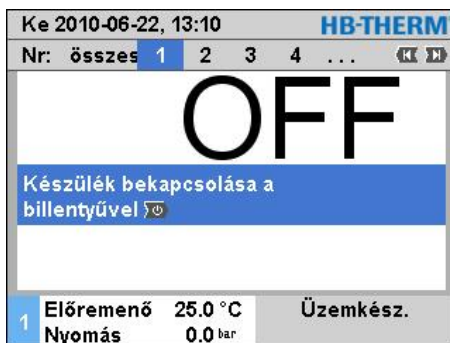 Ke 2010-06-22, 13:10 HB-THERM
Nr: összes 1 2 3 4 ...
OFF
Készülék bekapcsolása a
billentyűvel
1 Előremenő 25.0 °C Üzemkész.
Nyomás 0.0 bar